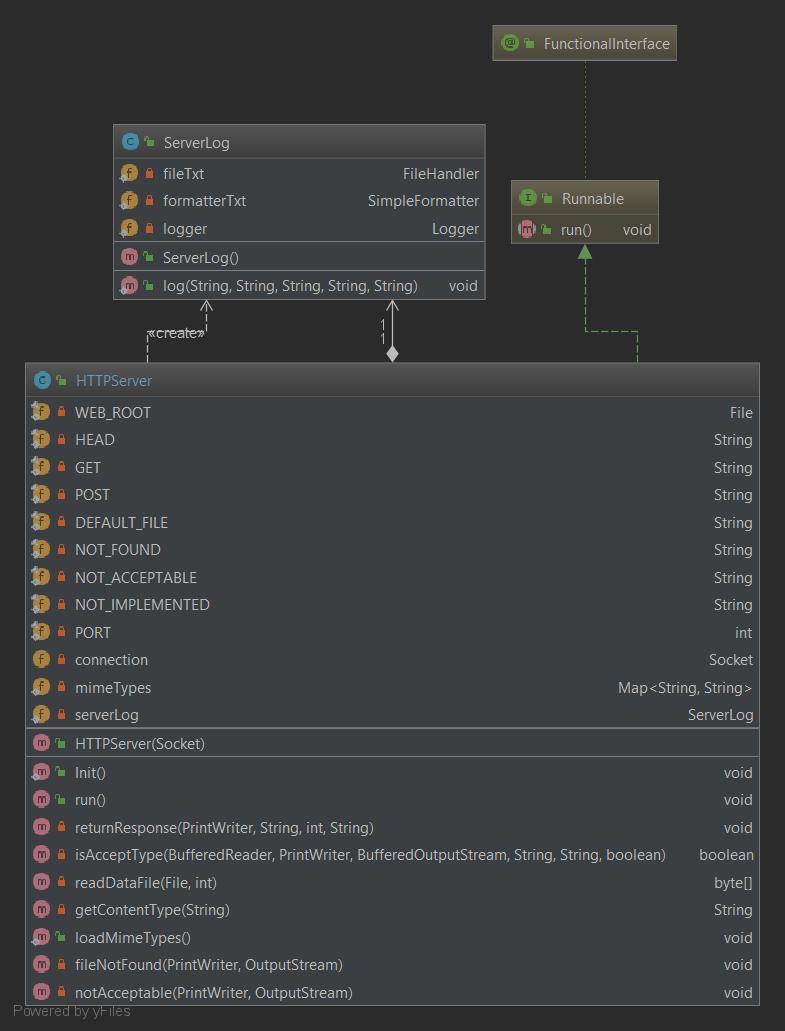 FunctionalInterface
ServerLog
fileTxt FileHandler
formatterTxt SimpleFormatter
logger Logger
ServerLog()
log(String, String, String, String, String) void
Runnable
run() void
«create»
1
1
HTTPServer
WEB_ROOT File
HEAD String
GET String
POST String
DEFAULT_FILE String
NOT_FOUND String
NOT_ACCEPTABLE String
NOT_IMPLEMENTED String
PORT int
connection Socket
mimeTypes Map<String, String>
serverLog ServerLog
HTTPServer(Socket)
Init() void
run() void
returnResponse(PrintWriter, String, int, String) void
isAcceptType(BufferedReader, PrintWriter, BufferedOutputStream, String, String, boolean) boolean
readDataFile(File, int) byte[]
getContentType(String) String
loadMimeTypes() void
fileNotFound(PrintWriter, OutputStream) void
notAcceptable(PrintWriter, OutputStream) void
Powered by yFiles